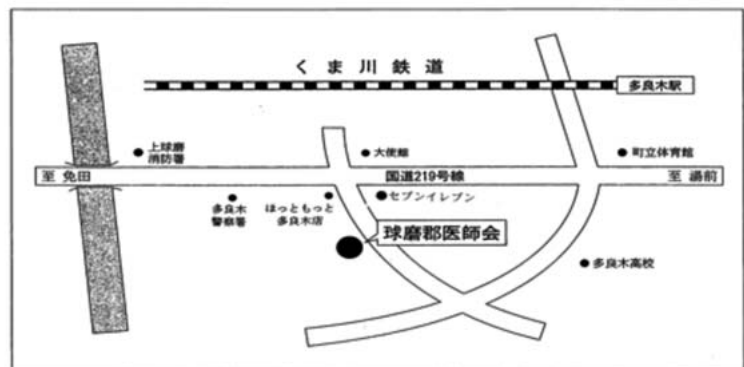 くま川鉄道
多良木駅
上球磨
消防署
大使館
町立体育館
至 免田
国道219号線
至 湯前
多良木
警察署
ほっともっと
多良木店
セブンイレブン
球磨郡医師会
多良木高校